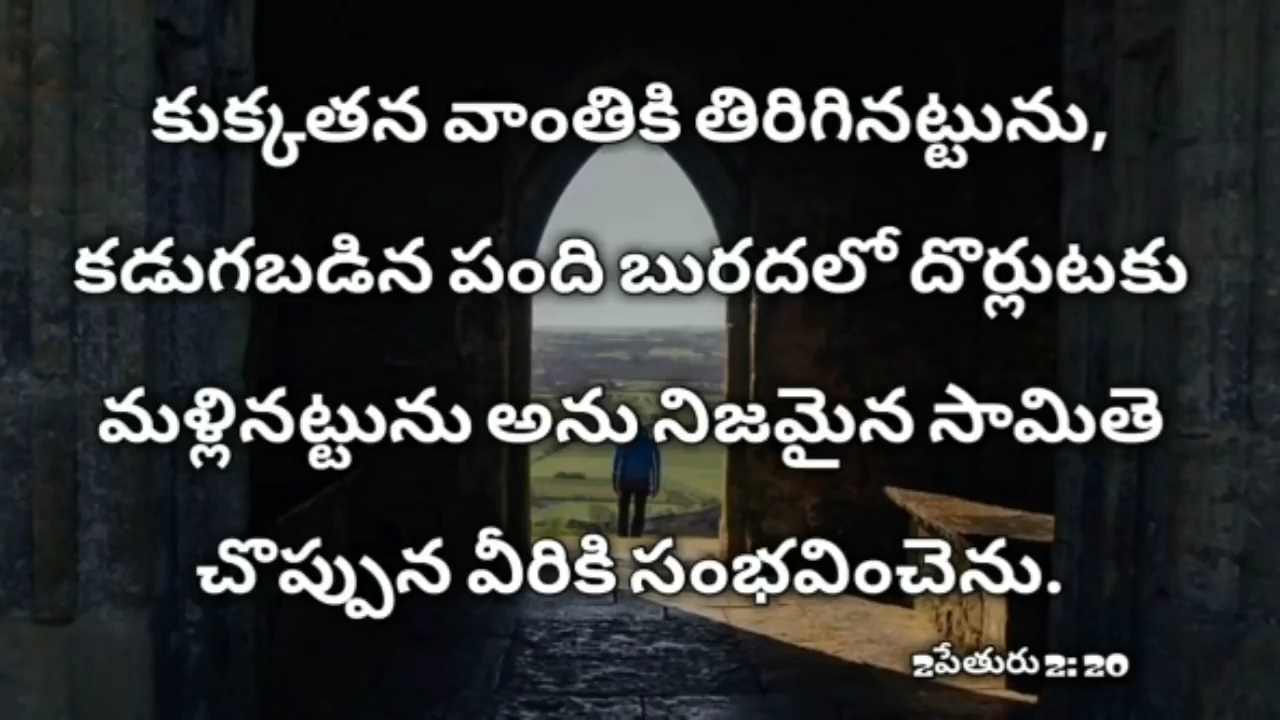 కుక్కతన వాంతికి తిరిగినట్టును,
కడుగబడిన పంది బురదలో దొర్లుటకు
మళ్లినట్టును అను నిజమైన సామితె
చొప్పున వీరికి సంభవించెను.
2పేతురు 2: 20